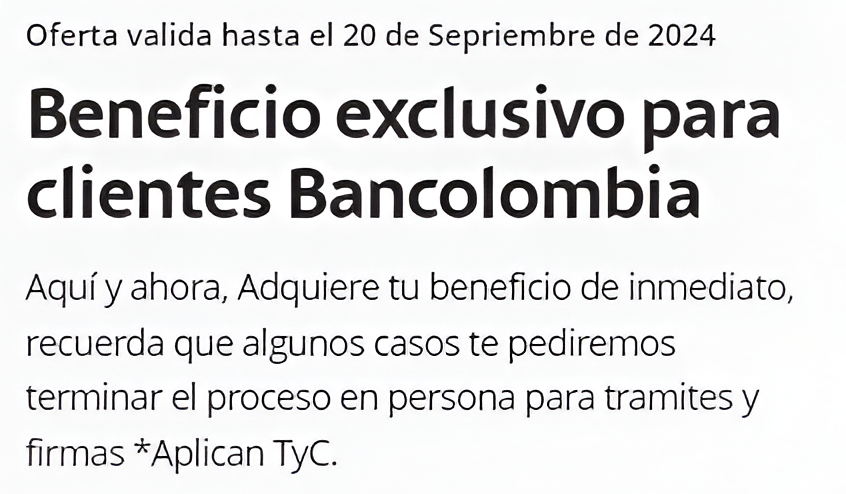 Oferta valida hasta el 20 de Sepriembre de 2024
Beneficio exclusivo para
clientes Bancolombia
Aquí y ahora, Adquiere tu beneficio de inmediato,
recuerda que algunos casos te pediremos
terminar el proceso en persona para tramites y
firmas *Aplican TyC.